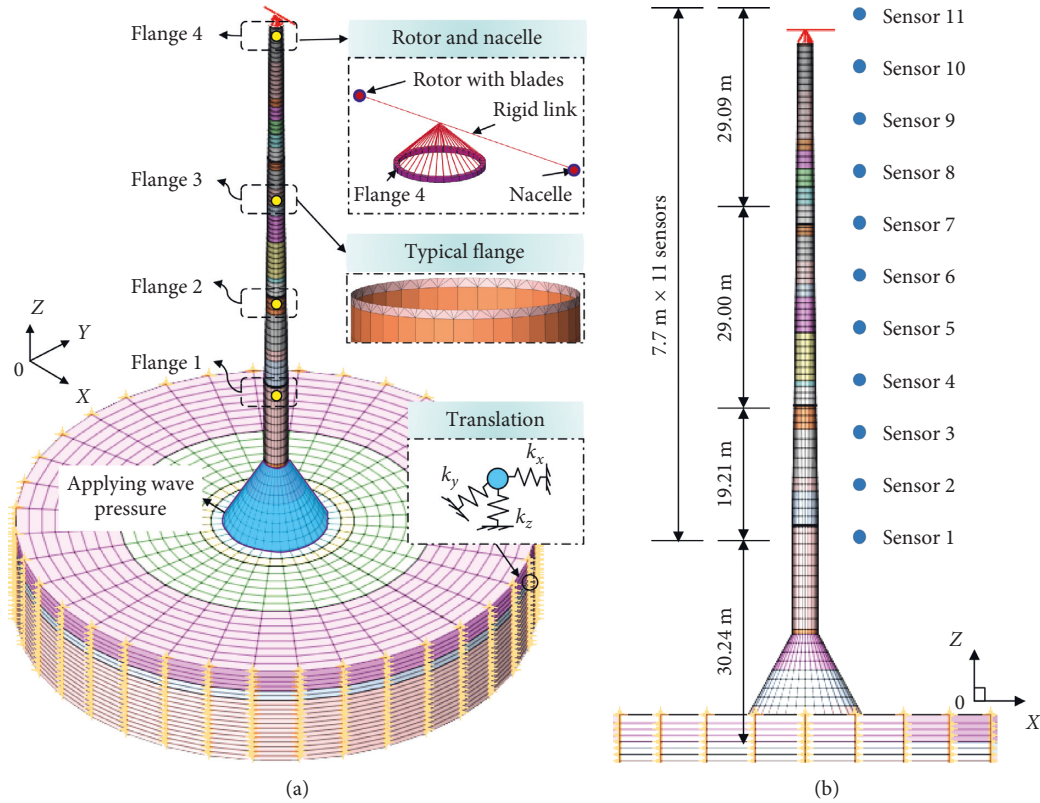 Flange 4
Rotor and nacelle
Rotor with blades
Rigid link
Flange 4
Nacelle
Flange 3
Typical flange
Flange 2
Flange 1
Z
Y
X
0
Translation
k_x
k_y
k_z
Applying wave
pressure
(a)
7.7 m × 11 sensors
29.09 m
29.00 m
19.21 m
30.24 m
Sensor 11
Sensor 10
Sensor 9
Sensor 8
Sensor 7
Sensor 6
Sensor 5
Sensor 4
Sensor 3
Sensor 2
Sensor 1
Z
0
X
(b)